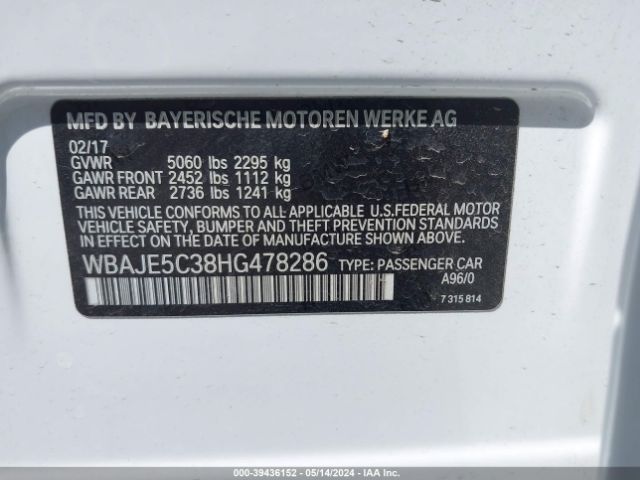 MFD BY BAYERISCHE MOTOREN WERKE AG
02/17
GVWR 5060 lbs 2295 kg
GAWR FRONT 2452 lbs 1112 kg
GAWR REAR 2736 lbs 1241 kg
THIS VEHICLE CONFORMS TO ALL APPLICABLE U.S.FEDERAL MOTOR
VEHICLE SAFETY, BUMPER AND THEFT PREVENTION STANDARDS IN
EFFECT ON THE DATE OF MANUFACTURE SHOWN ABOVE.
WBAJE5C38HG478286 TYPE: PASSENGER CAR
A96/0
7 315 814
000-39436152 - 05/14/2024 - IAA Inc.